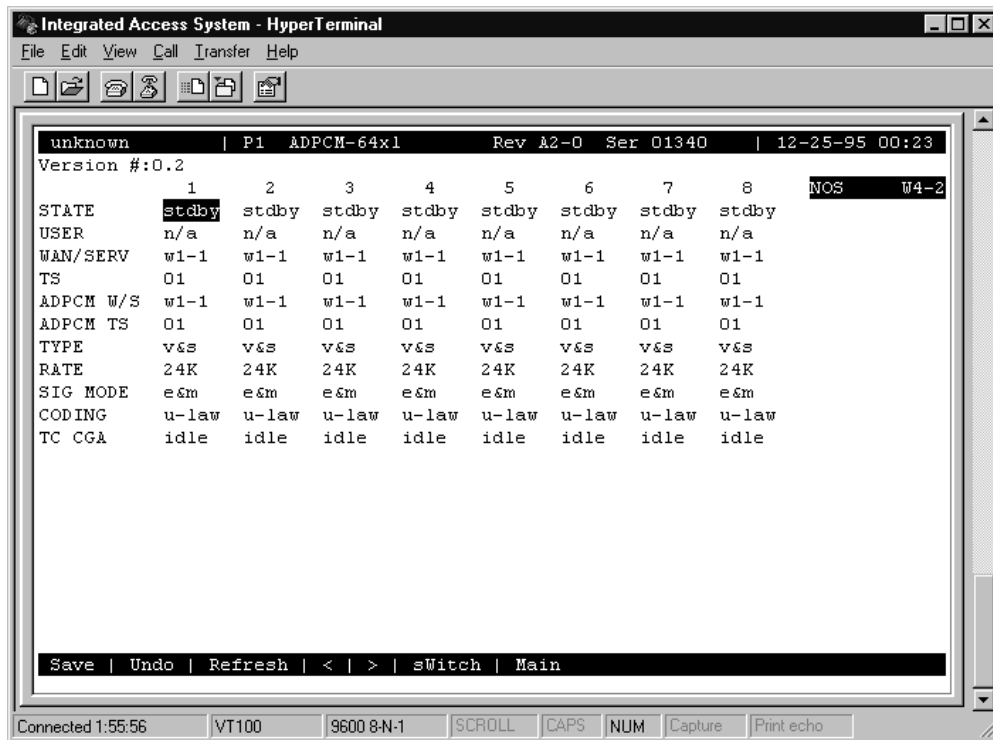 Integrated Access System - HyperTerminal
File Edit View Call Transfer Help
unknown | P1 ADPCM-64x1 Rev A2-0 Ser 01340 | 12-25-95 00:23
Version #:0.2
1 2 3 4 5 6 7 8 NOS W4-2
STATE stdby stdby stdby stdby stdby stdby stdby stdby
USER n/a n/a n/a n/a n/a n/a n/a n/a
WAN/SERV w1-1 w1-1 w1-1 w1-1 w1-1 w1-1 w1-1 w1-1
TS 01 01 01 01 01 01 01 01
ADPCM W/S w1-1 w1-1 w1-1 w1-1 w1-1 w1-1 w1-1 w1-1
ADPCM TS 01 01 01 01 01 01 01 01
TYPE v&s v&s v&s v&s v&s v&s v&s v&s
RATE 24K 24K 24K 24K 24K 24K 24K 24K
SIG MODE e&m e&m e&m e&m e&m e&m e&m e&m
CODING u-law u-law u-law u-law u-law u-law u-law u-law
TC CGA idle idle idle idle idle idle idle idle
Save | Undo | Refresh | < | > | sWitch | Main
Connected 1:55:56 VT100 9600 8-N-1 SCROLL CAPS NUM Capture Print echo